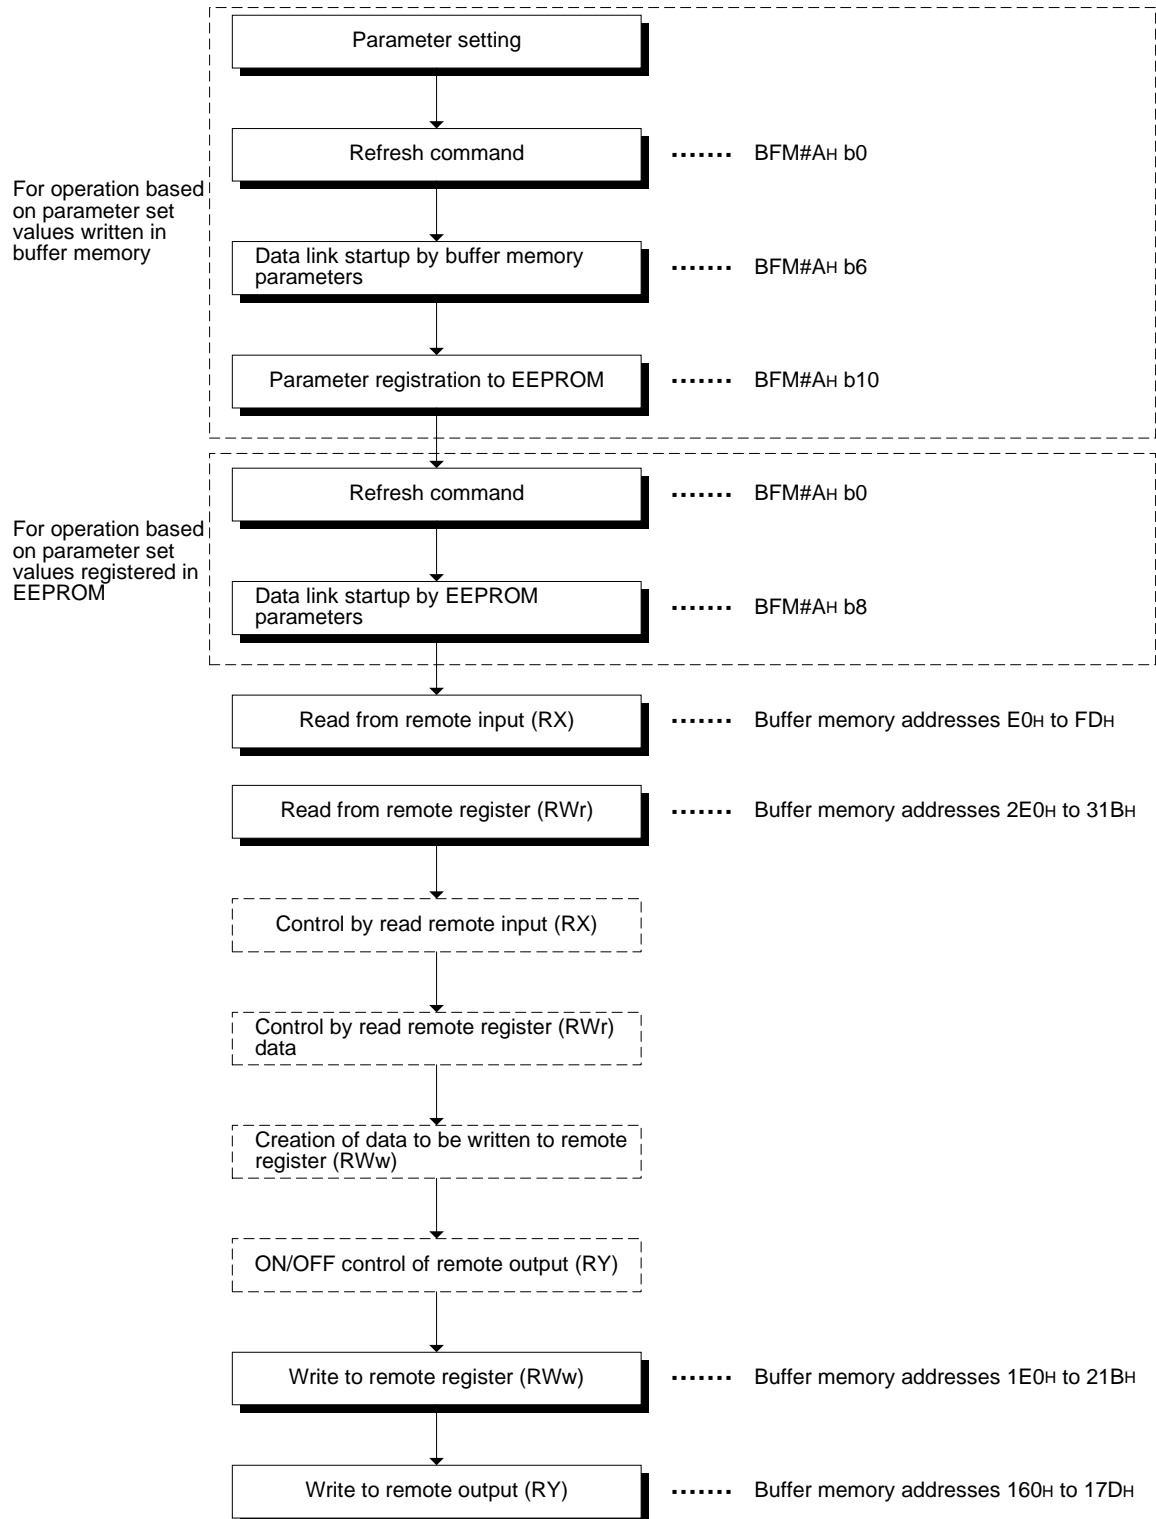 Parameter setting
Refresh command ······· BFM#AH b0
For operation based
on parameter set
values written in
buffer memory
Data link startup by buffer memory
parameters ······· BFM#AH b6
Parameter registration to EEPROM ······· BFM#AH b10
Refresh command ······· BFM#AH b0
For operation based
on parameter set
values registered in
EEPROM
Data link startup by EEPROM
parameters ······· BFM#AH b8
Read from remote input (RX) ······· Buffer memory addresses E0H to FDH
Read from remote register (RWr) ······· Buffer memory addresses 2E0H to 31BH
Control by read remote input (RX)
Control by read remote register (RWr)
data
Creation of data to be written to remote
register (RWw)
ON/OFF control of remote output (RY)
Write to remote register (RWw) ······· Buffer memory addresses 1E0H to 21BH
Write to remote output (RY) ······· Buffer memory addresses 160H to 17DH